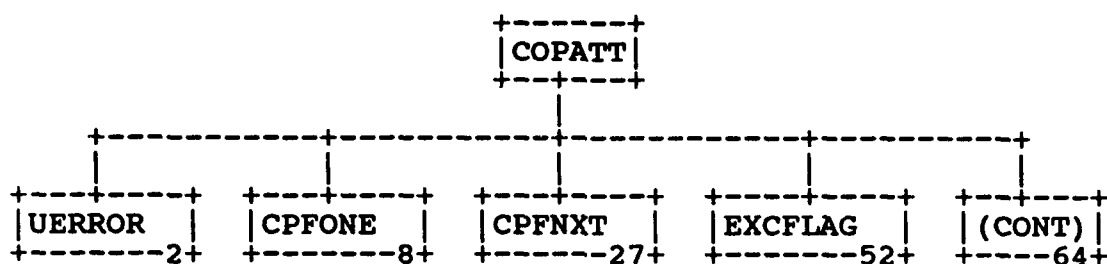 COPATT
UERROR CPFONE CPFNXT EXCFLAG (CONT)
2 8 27 52 64